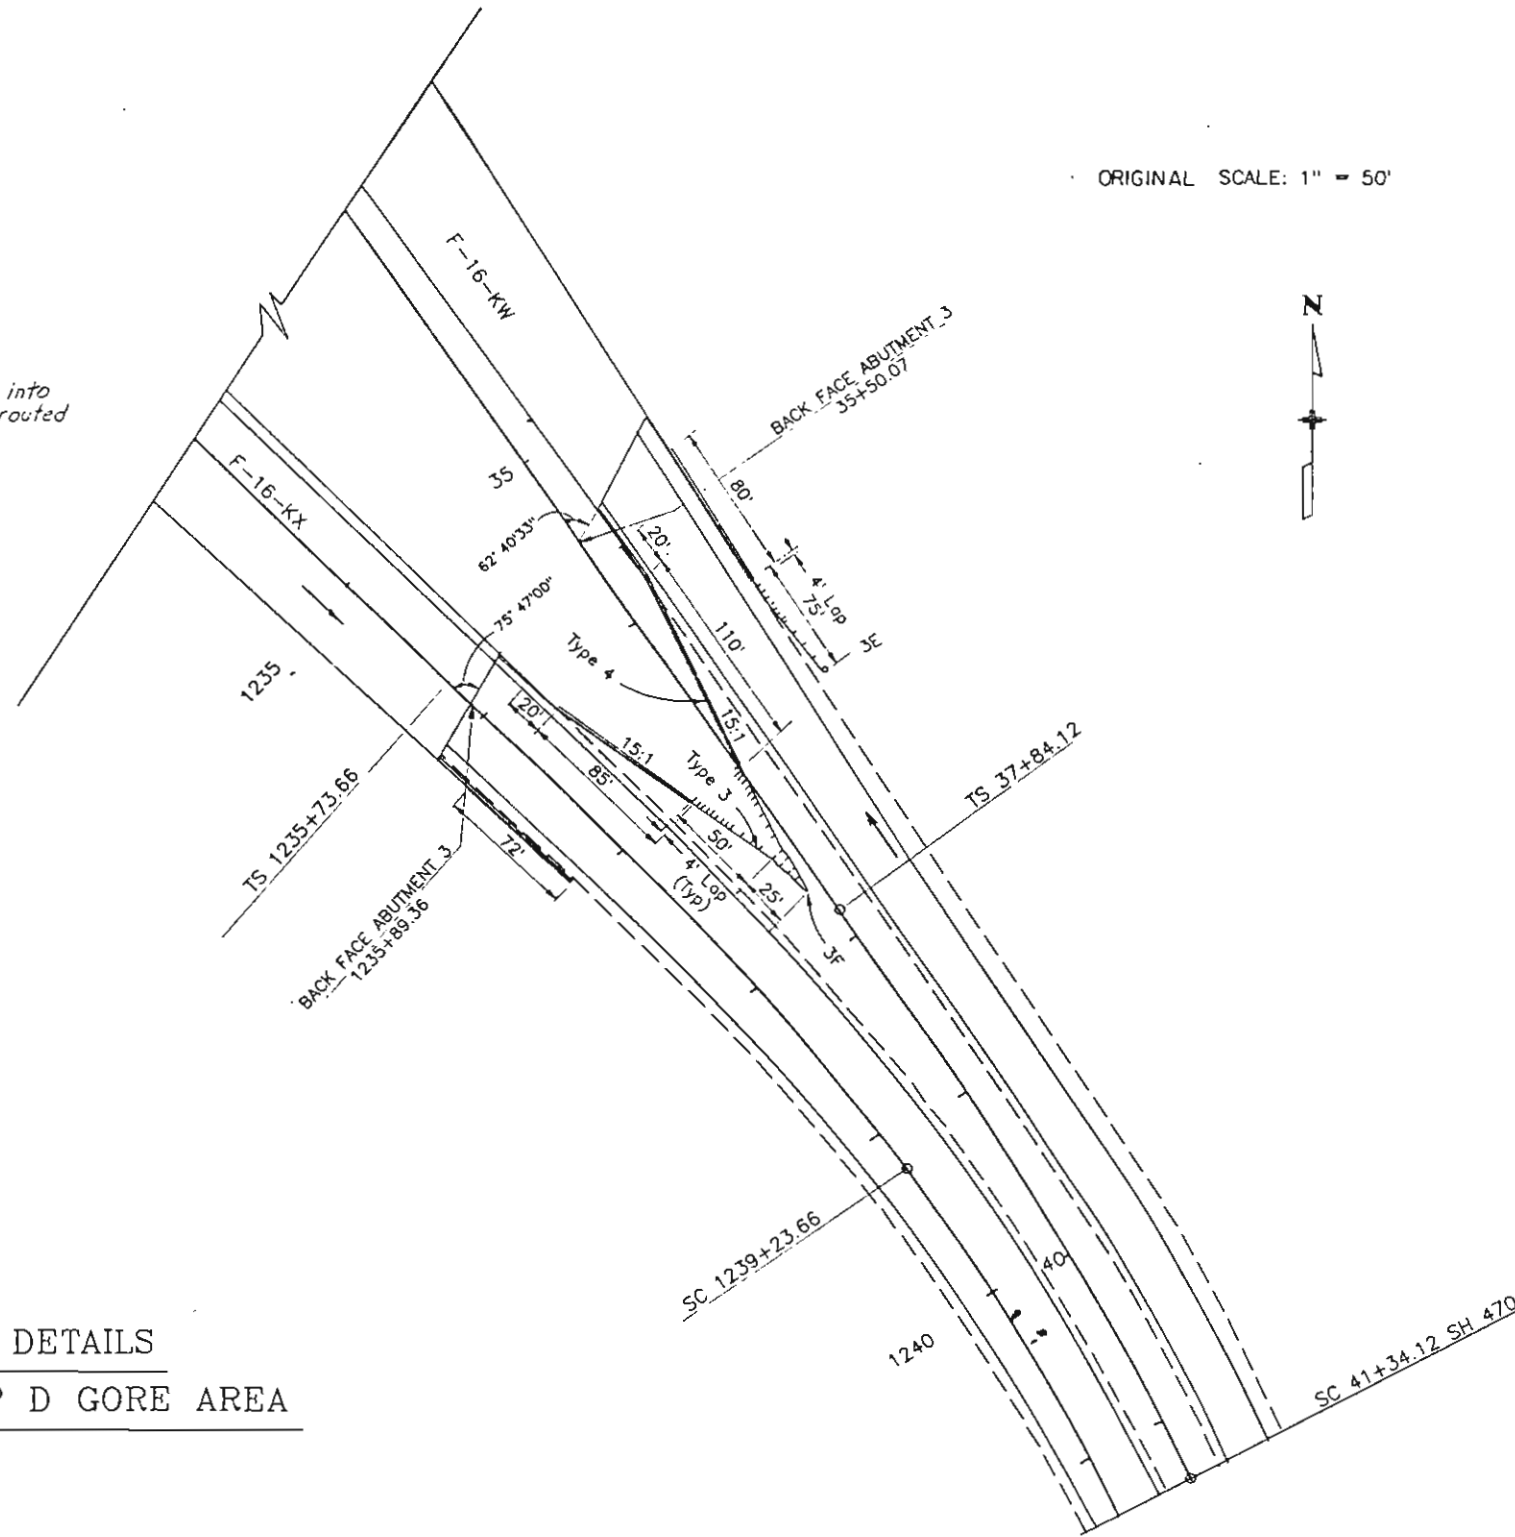 ORIGINAL SCALE: 1" = 50'
N
into
routed
F-16-KW
F-16-KX
BACK FACE ABUTMENT 3
35+50.07
35
80'
62° 40'33"
20'
4' Lap
75'
3E
75° 47'00"
110'
Type 4
1235
20'
15:1
15:1
Type 3
85'
TS 37+84.12
TS 1235+73.66
50'
72'
4' Lap
(Typ)
25'
3F
BACK FACE ABUTMENT 3
1235+89.36
SC 1239+23.66
40
1240
SC 41+34.12 SH 470
DETAILS
D GORE AREA